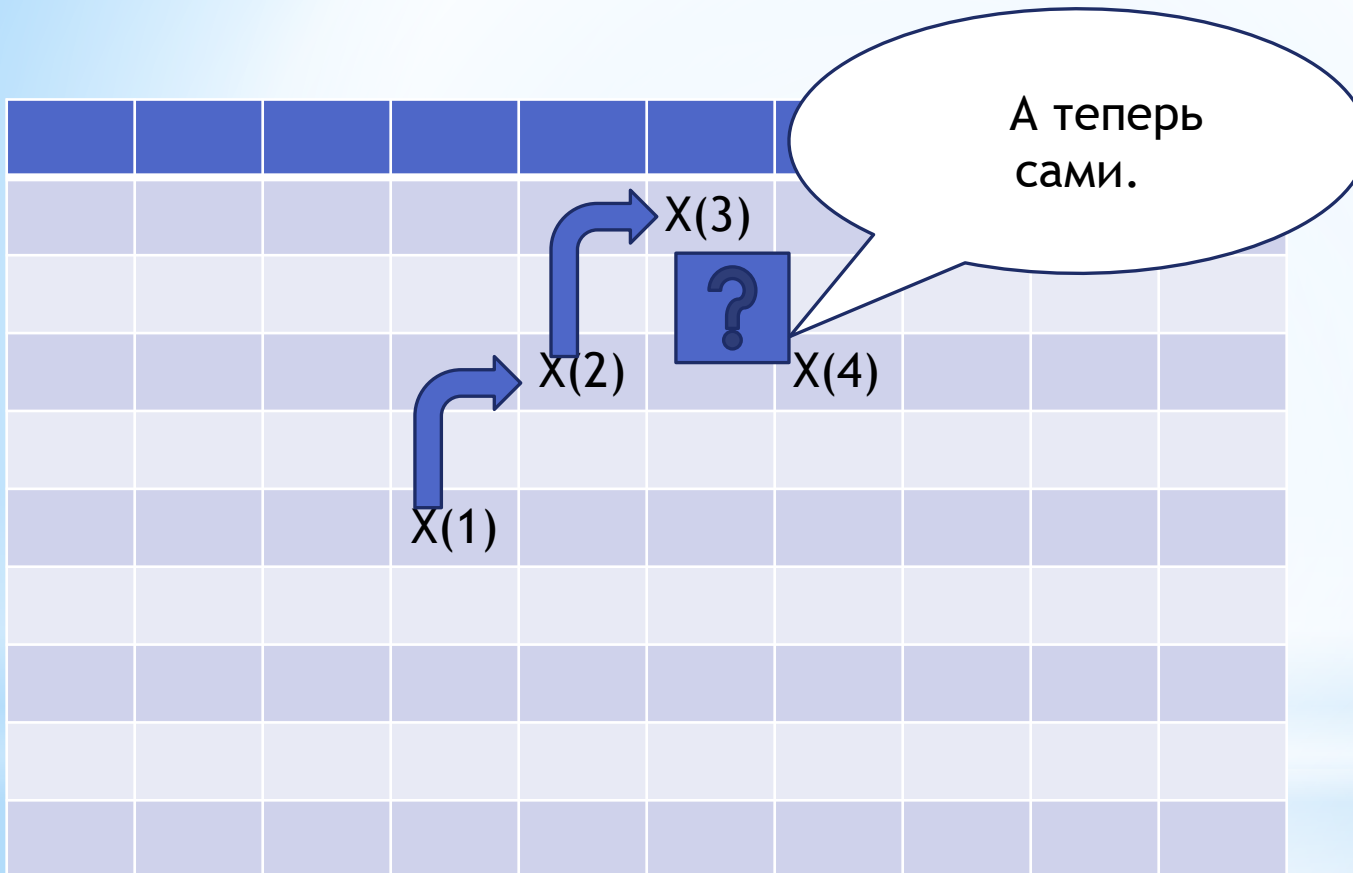 А теперь
сами.
X(3)
?
X(2)
X(4)
X(1)